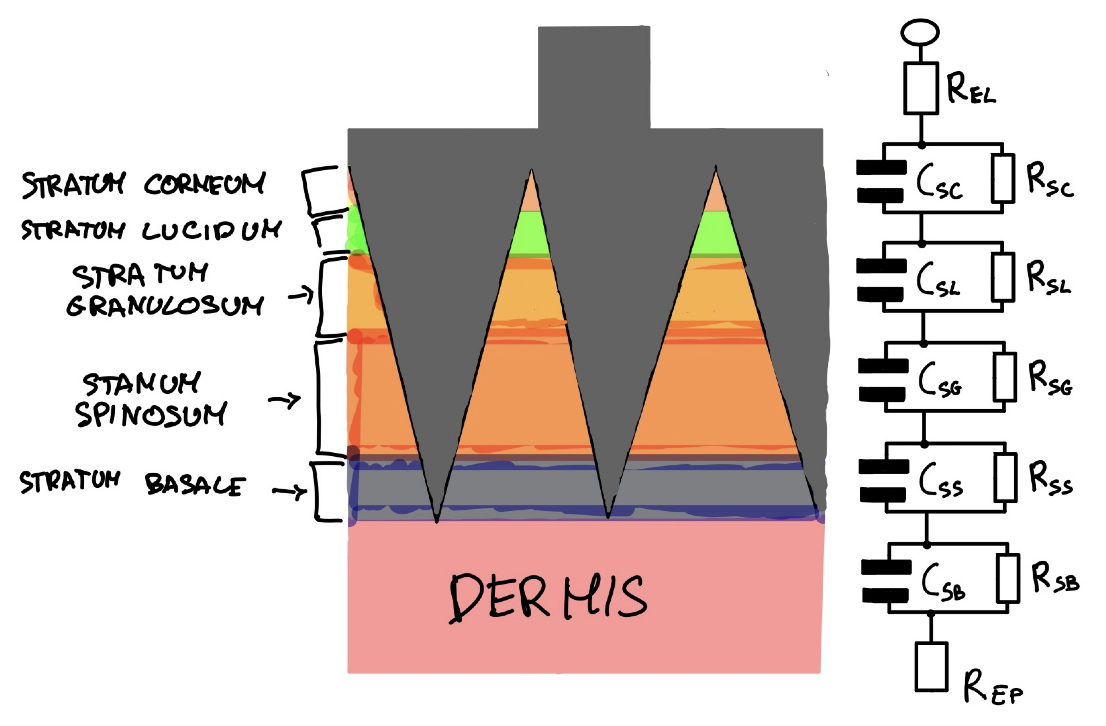 STRATUM CORNEUM
STRATUM LUCIDUM
STRATUM
GRANULOSUM
STANUM
SPINOSUM
STRATUM BASALE
DERMIS
REL
CSC RSC
CSL RSL
CSG RSG
CSS RSS
CSB RSB
REP